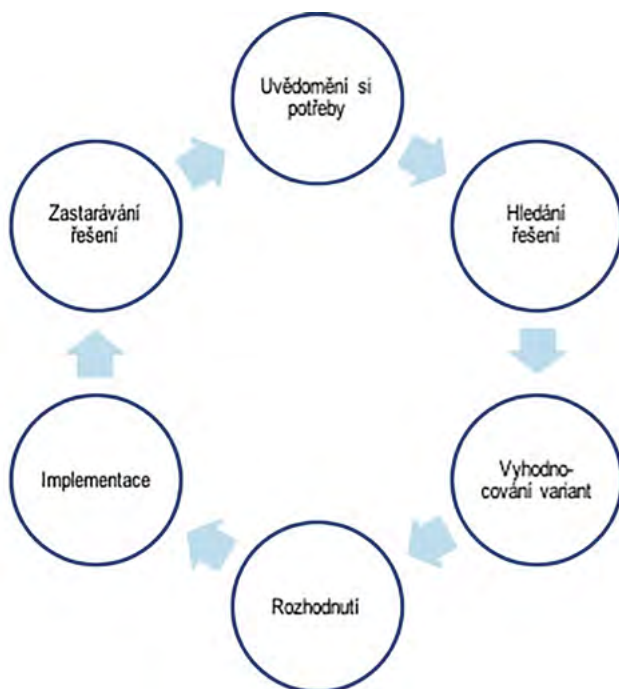 Uvědomění si
potřeby
Hledání
řešení
Vyhodno-
cování variant
Rozhodnutí
Implementace
Zastarávání
řešení